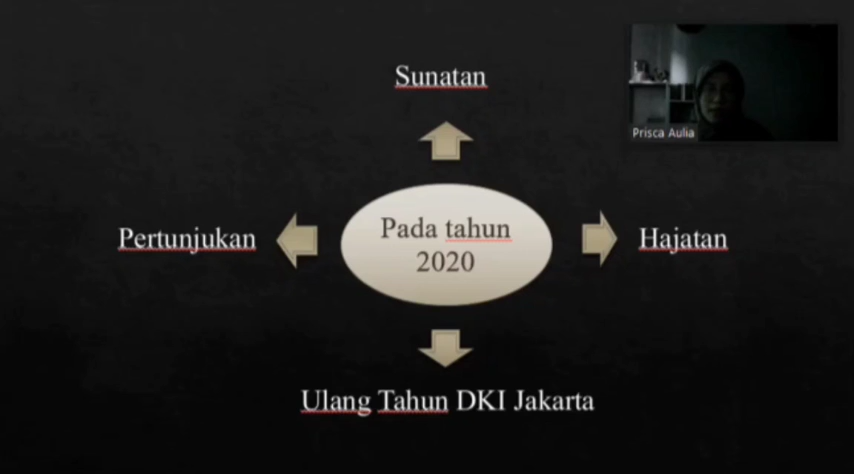 Sunatan
Prisca Aulia
Pertunjukan
Pada tahun
2020
Hajatan
Ulang Tahun DKI Jakarta